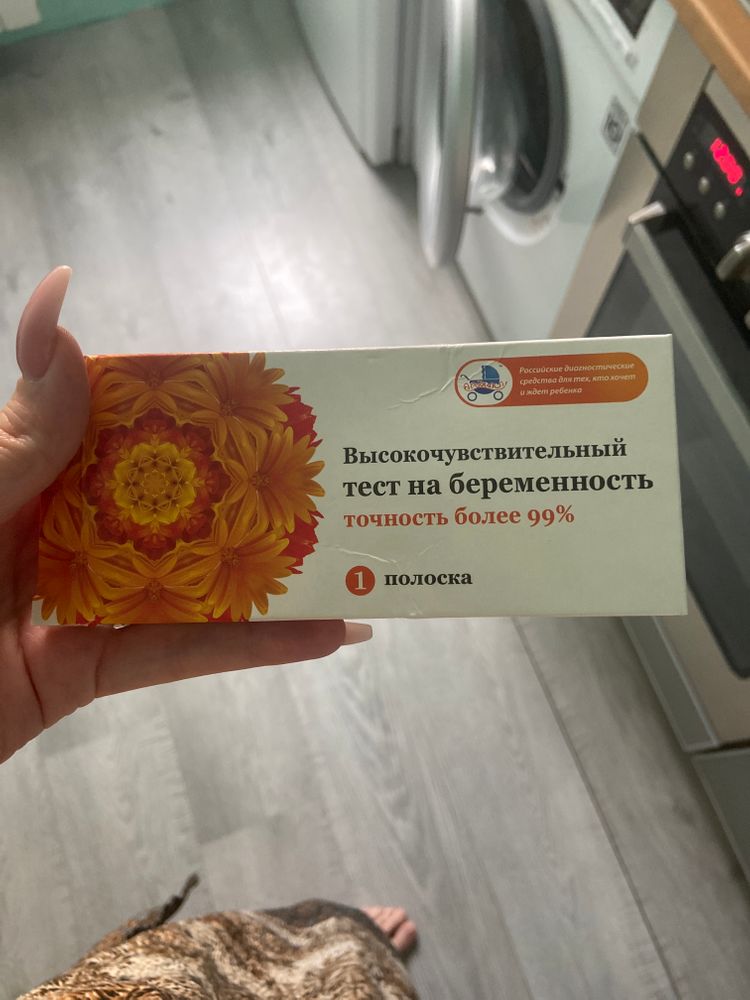 Российские диагностические
средства для тех, кто хочет
и ждет ребенка
Высокочувствительный
тест на беременность
точность более 99%
1 полоска